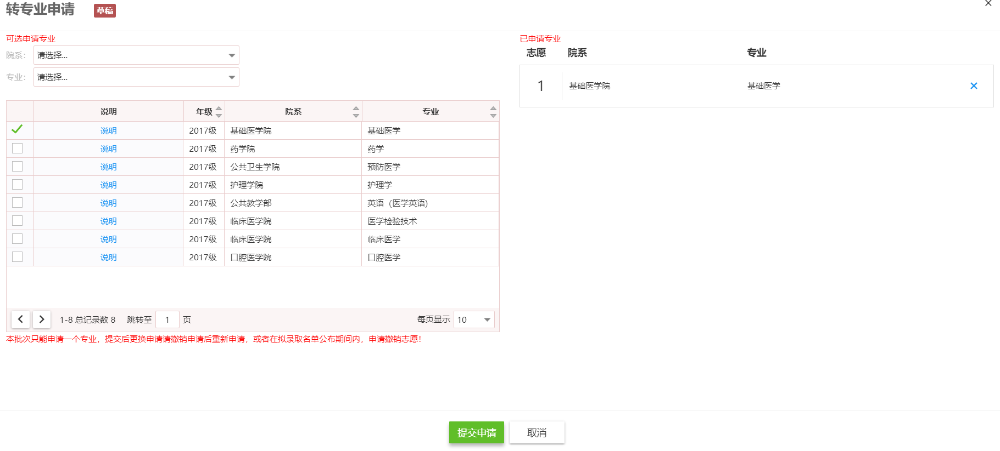 转专业申请 草稿
可选申请专业
院系： 请选择...
专业： 请选择...
说明 年级 院系 专业
说明 2017级 基础医学院 基础医学
说明 2017级 药学院 药学
说明 2017级 公共卫生学院 预防医学
说明 2017级 护理学院 护理学
说明 2017级 公共教学部 英语（医学英语)
说明 2017级 临床医学院 医学检验技术
说明 2017级 临床医学院 临床医学
说明 2017级 口腔医学院 口腔医学
1-8 总记录数 8 跳转至 1 页 每页显示 10
本批次只能申请一个专业，提交后更换申请请撤销申请后重新申请，或者在拟录取名单公布期间内，申请撤销志愿！
已申请专业
志愿 院系 专业
1 基础医学院 基础医学
提交申请 取消